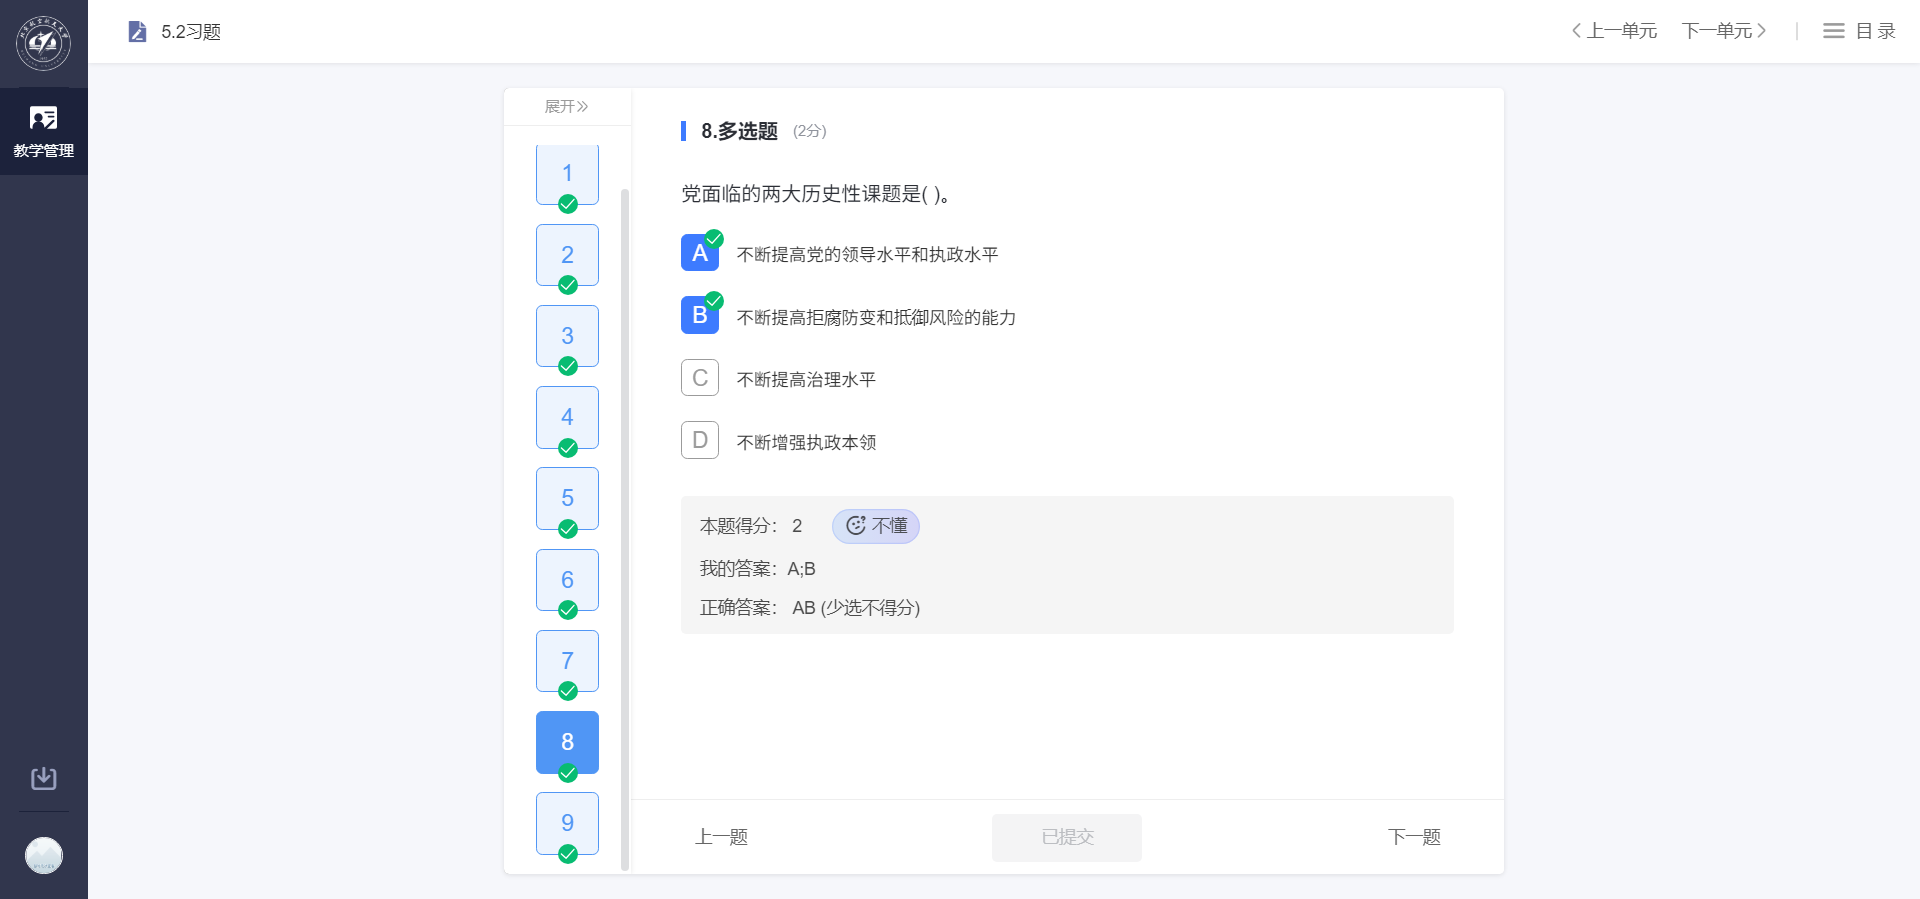 5.2习题
上一单元
下一单元
目录
教学管理
展开
1
2
3
4
5
6
7
8
9
8.多选题 (2分)
党面临的两大历史性课题是( )。
A 不断提高党的领导水平和执政水平
B 不断提高拒腐防变和抵御风险的能力
C 不断提高治理水平
D 不断增强执政本领
本题得分： 2 不懂
我的答案：A;B
正确答案： AB (少选不得分)
上一题
已提交
下一题